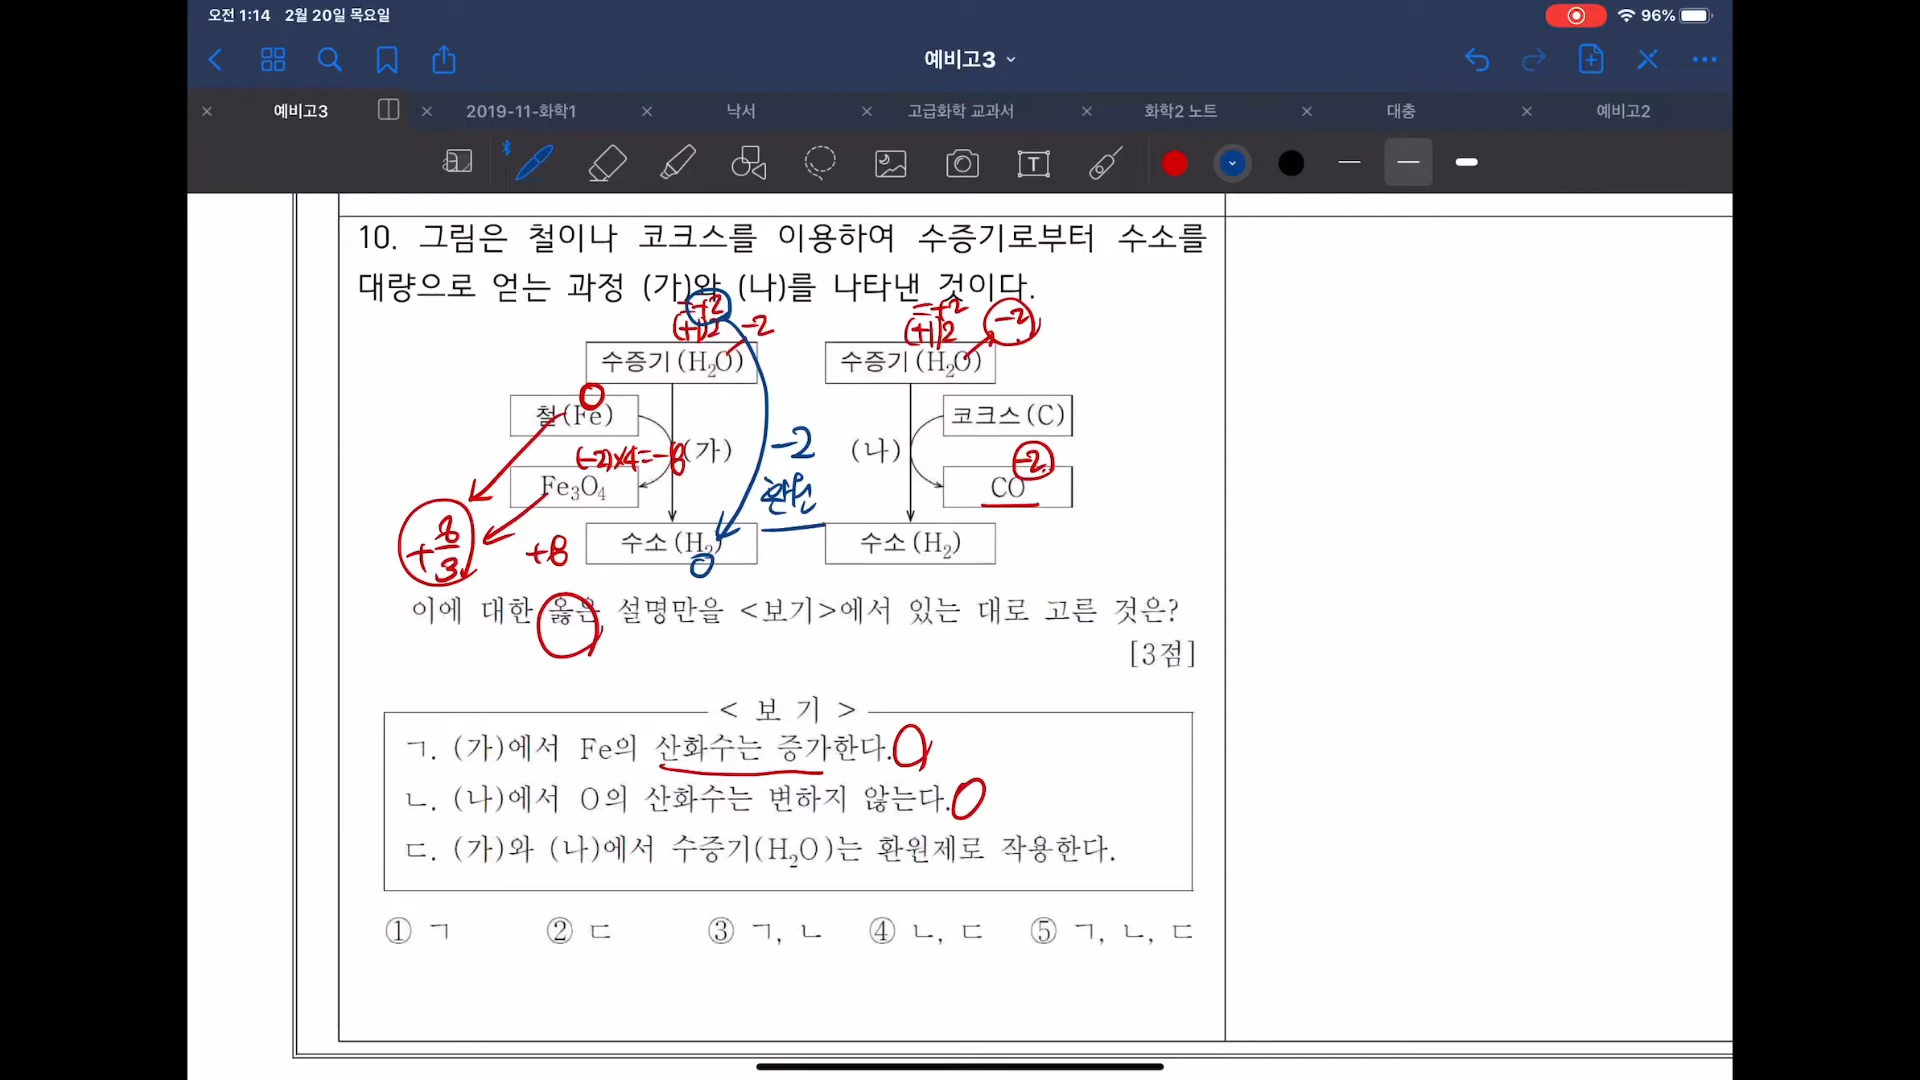 오전 1:14 2월 20일 목요일
96%
예비고3
예비고3
2019-11-화학1
낙서
고급화학 교과서
화학2 노트
대충
예비고2
10. 그림은 철이나 코크스를 이용하여 수증기로부터 수소를
대량으로 얻는 과정 (가)와 (나)를 나타낸 것이다.
=+2
(+1)2 -2
=+2
(+1)2 -2
수증기(H₂O)
수증기(H₂O)
0
철(Fe)
코크스(C)
(-2)×4=-8
(가)
-2
(나)
-2
Fe₃O₄
환원
CO
+8/3
+8
수소(H₂)
0
수소(H₂)
이에 대한 옳은 설명만을 <보기>에서 있는 대로 고른 것은?
[3점]
< 보 기 >
ㄱ. (가)에서 Fe의 산화수는 증가한다.
ㄴ. (나)에서 O의 산화수는 변하지 않는다.
ㄷ. (가)와 (나)에서 수증기(H₂O)는 환원제로 작용한다.
① ㄱ ② ㄷ ③ ㄱ, ㄴ ④ ㄴ, ㄷ ⑤ ㄱ, ㄴ, ㄷ